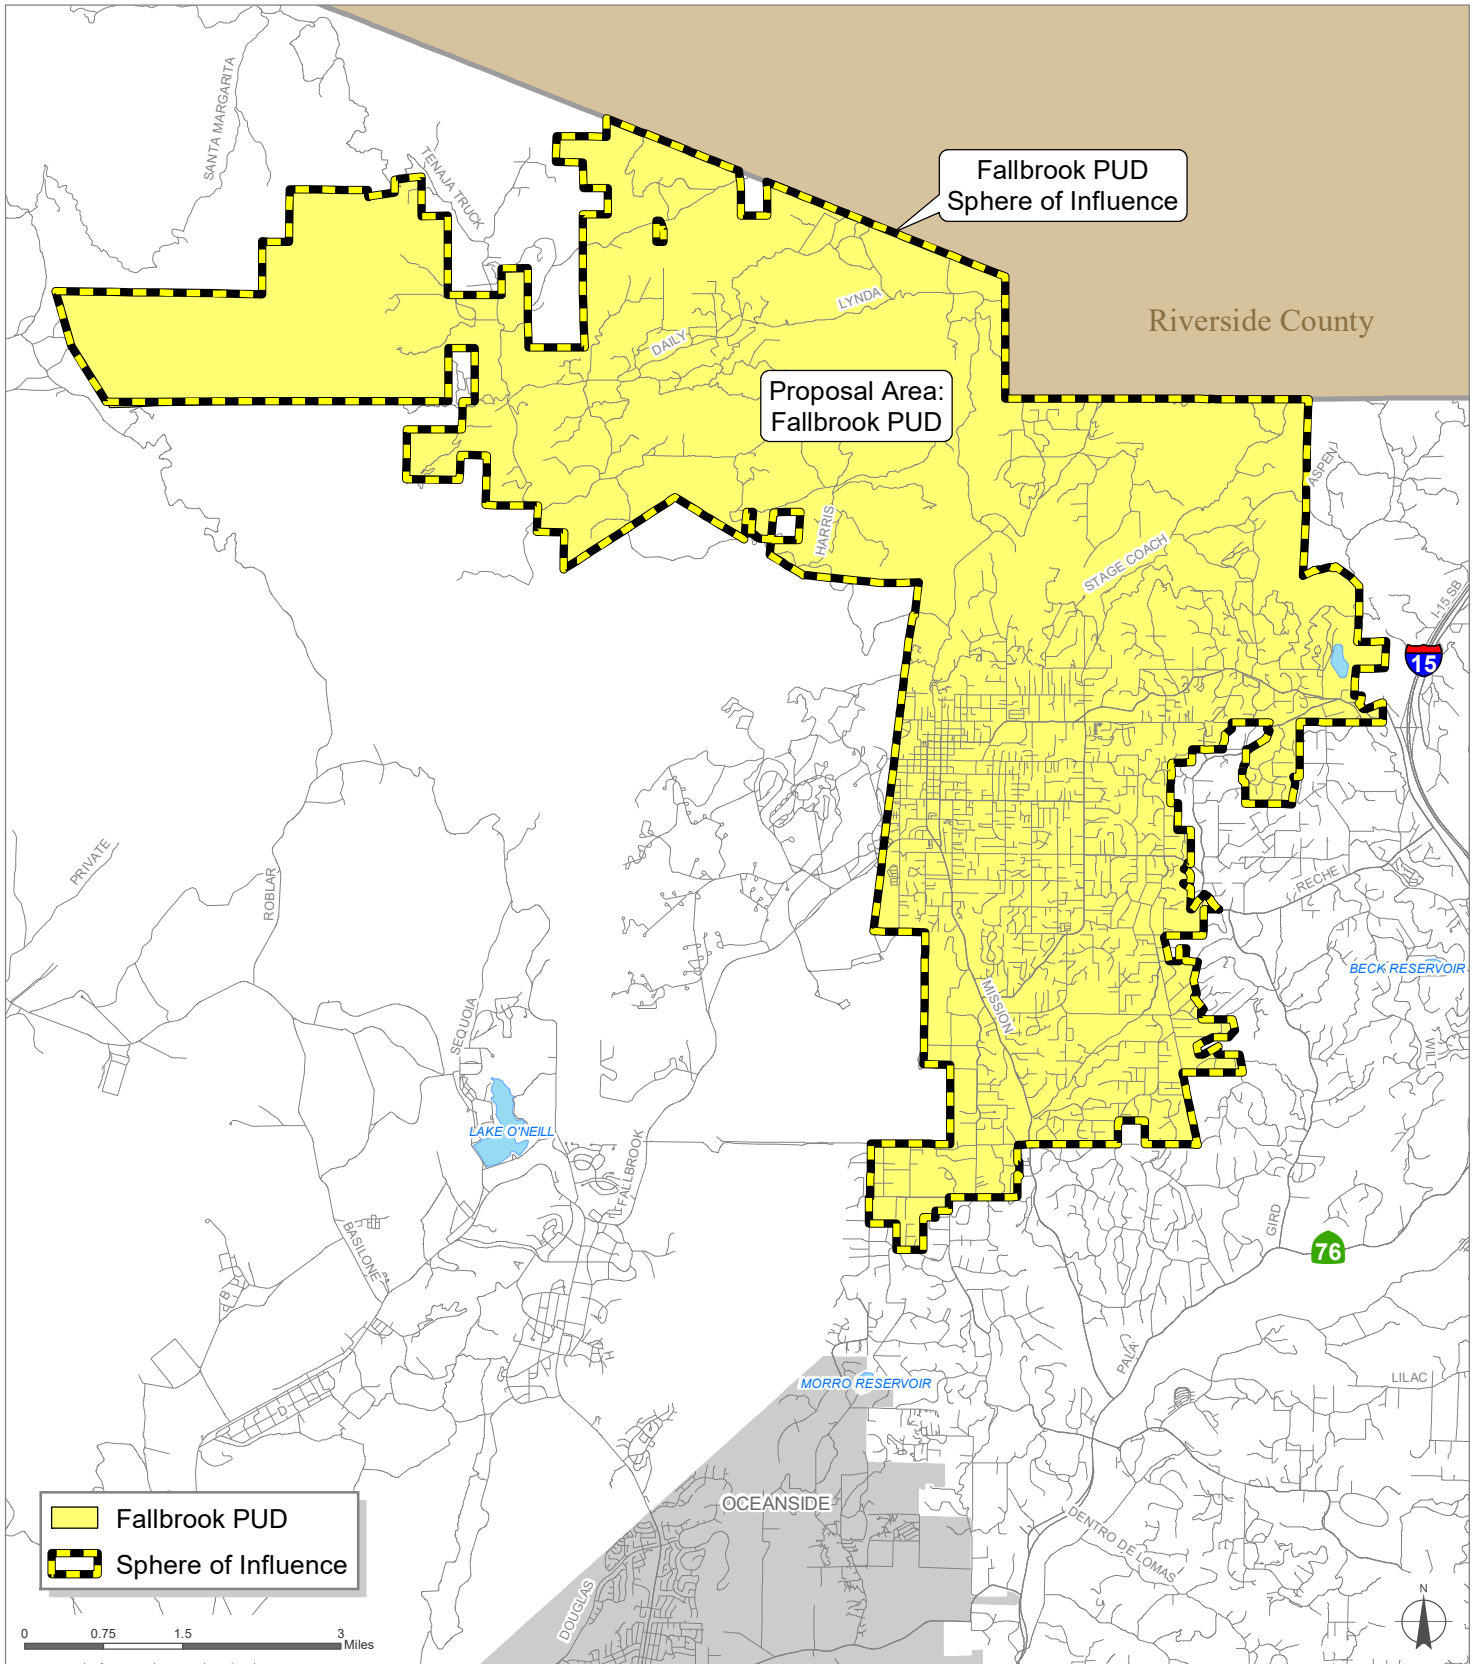 SANTA MARGARITA
TENAJA TRUCK
Fallbrook PUD
Sphere of Influence
LYNDA
Riverside County
DAILY
Proposal Area:
Fallbrook PUD
ASPEN
HARRIS
STAGE COACH
I-15 SB
15
PRIVATE
ROBLAR
RECHE
BECK RESERVOIR
MISSION
SEQUOIA
WILT
LAKE O'NEILL
FALLBROOK
GIRD
BASILONE
76
A
B
H
PALA
MORRO RESERVOIR
LILAC
D
OCEANSIDE
DENTRO DE LOMAS
DOUGLAS
Fallbrook PUD
Sphere of Influence
N
0 0.75 1.5 3
Miles